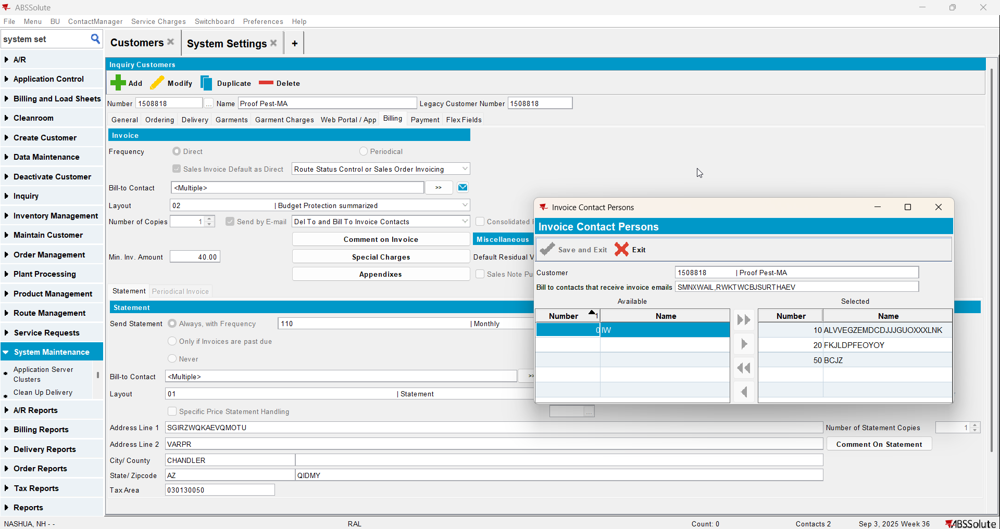 ABSSolute
File Menu BU ContactManager Service Charges Switchboard Preferences Help
system set
Customers System Settings +
A/R
Application Control
Billing and Load Sheets
Cleanroom
Create Customer
Data Maintenance
Deactivate Customer
Inquiry
Inventory Management
Maintain Customer
Order Management
Plant Processing
Product Management
Route Management
Service Requests
System Maintenance
Application Server
Clusters
Clean Up Delivery
A/R Reports
Billing Reports
Delivery Reports
Order Reports
Tax Reports
Reports
Inquiry Customers
Add Modify Duplicate Delete
Number 1508818 ... Name Proof Pest-MA Legacy Customer Number 1508818
General Ordering Delivery Garments Garment Charges Web Portal / App Billing Payment Flex Fields
Invoice
Frequency Direct Periodical
Sales Invoice Default as Direct Route Status Control or Sales Order Invoicing
Bill-to Contact <Multiple> >>
Layout 02 | Budget Protection summarized
Number of Copies 1 Send by E-mail Del To and Bill To Invoice Contacts Consolidated
Comment on Invoice Miscellaneous
Min. Inv. Amount 40.00 Special Charges Default Residual V
Appendixes Sales Note Pu
Statement Periodical Invoice
Statement
Send Statement Always, with Frequency 110 | Monthly
Only if Invoices are past due
Never
Bill-to Contact <Multiple> >>
Layout 01 | Statement
Specific Price Statement Handling ...
Address Line 1 SGIRZWQKAEVQMOTU Number of Statement Copies 1
Address Line 2 VARPR Comment On Statement
City/ County CHANDLER
State/ Zipcode AZ QIDMY
Tax Area 030130050
Invoice Contact Persons
Invoice Contact Persons
Save and Exit Exit
Customer 1508818 | Proof Pest-MA
Bill to contacts that receive invoice emails SMNXWAIL,RWKTWCBJSURTHAEV
Available Selected
Number 1 Name Number Name
0 IW 10 ALVVEGZEMDCDJJJGUOXXXLNK
20 FKJLDPFEOYOY
50 BCJZ
NASHUA, NH - - RAL Count: 0 Contacts 2 Sep 3, 2025 Week 36 ABSSolute